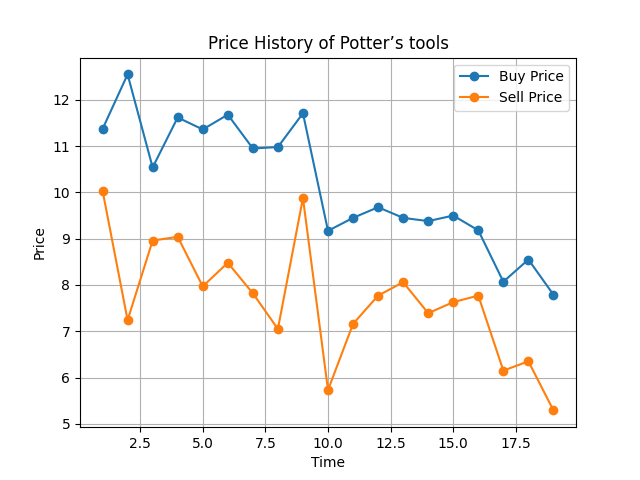 Price History of Potter’s tools
Buy Price
Sell Price
12
11
10
9
8
7
6
5
Price
2.5 5.0 7.5 10.0 12.5 15.0 17.5
Time